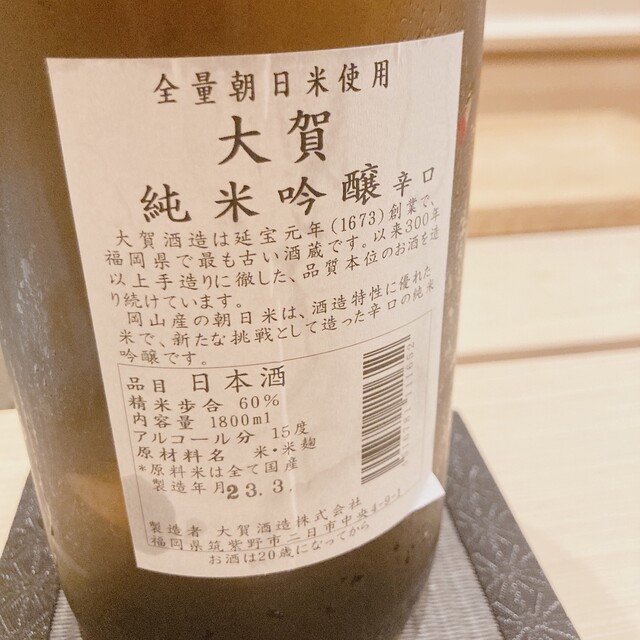 全量朝日米使用
大賀
純米吟醸辛口
大賀酒造は延宝元年(1673)創業で、
福岡県で最も古い酒蔵です。以来300年
以上手造りに徹した、品質本位のお酒を造
り続けています。
岡山産の朝日米は、酒造特性に優れた
米で、新たな挑戦として造った辛口の純米
吟醸です。
品目 日本酒
精米歩合 60%
内容量 1800ml
アルコール分 15度
原材料名 米・米麹
*原料米は全て国産
製造年月23.3.
製造者 大賀酒造株式会社
福岡県筑紫野市二日市中央4-9-1
お酒は20歳になってから